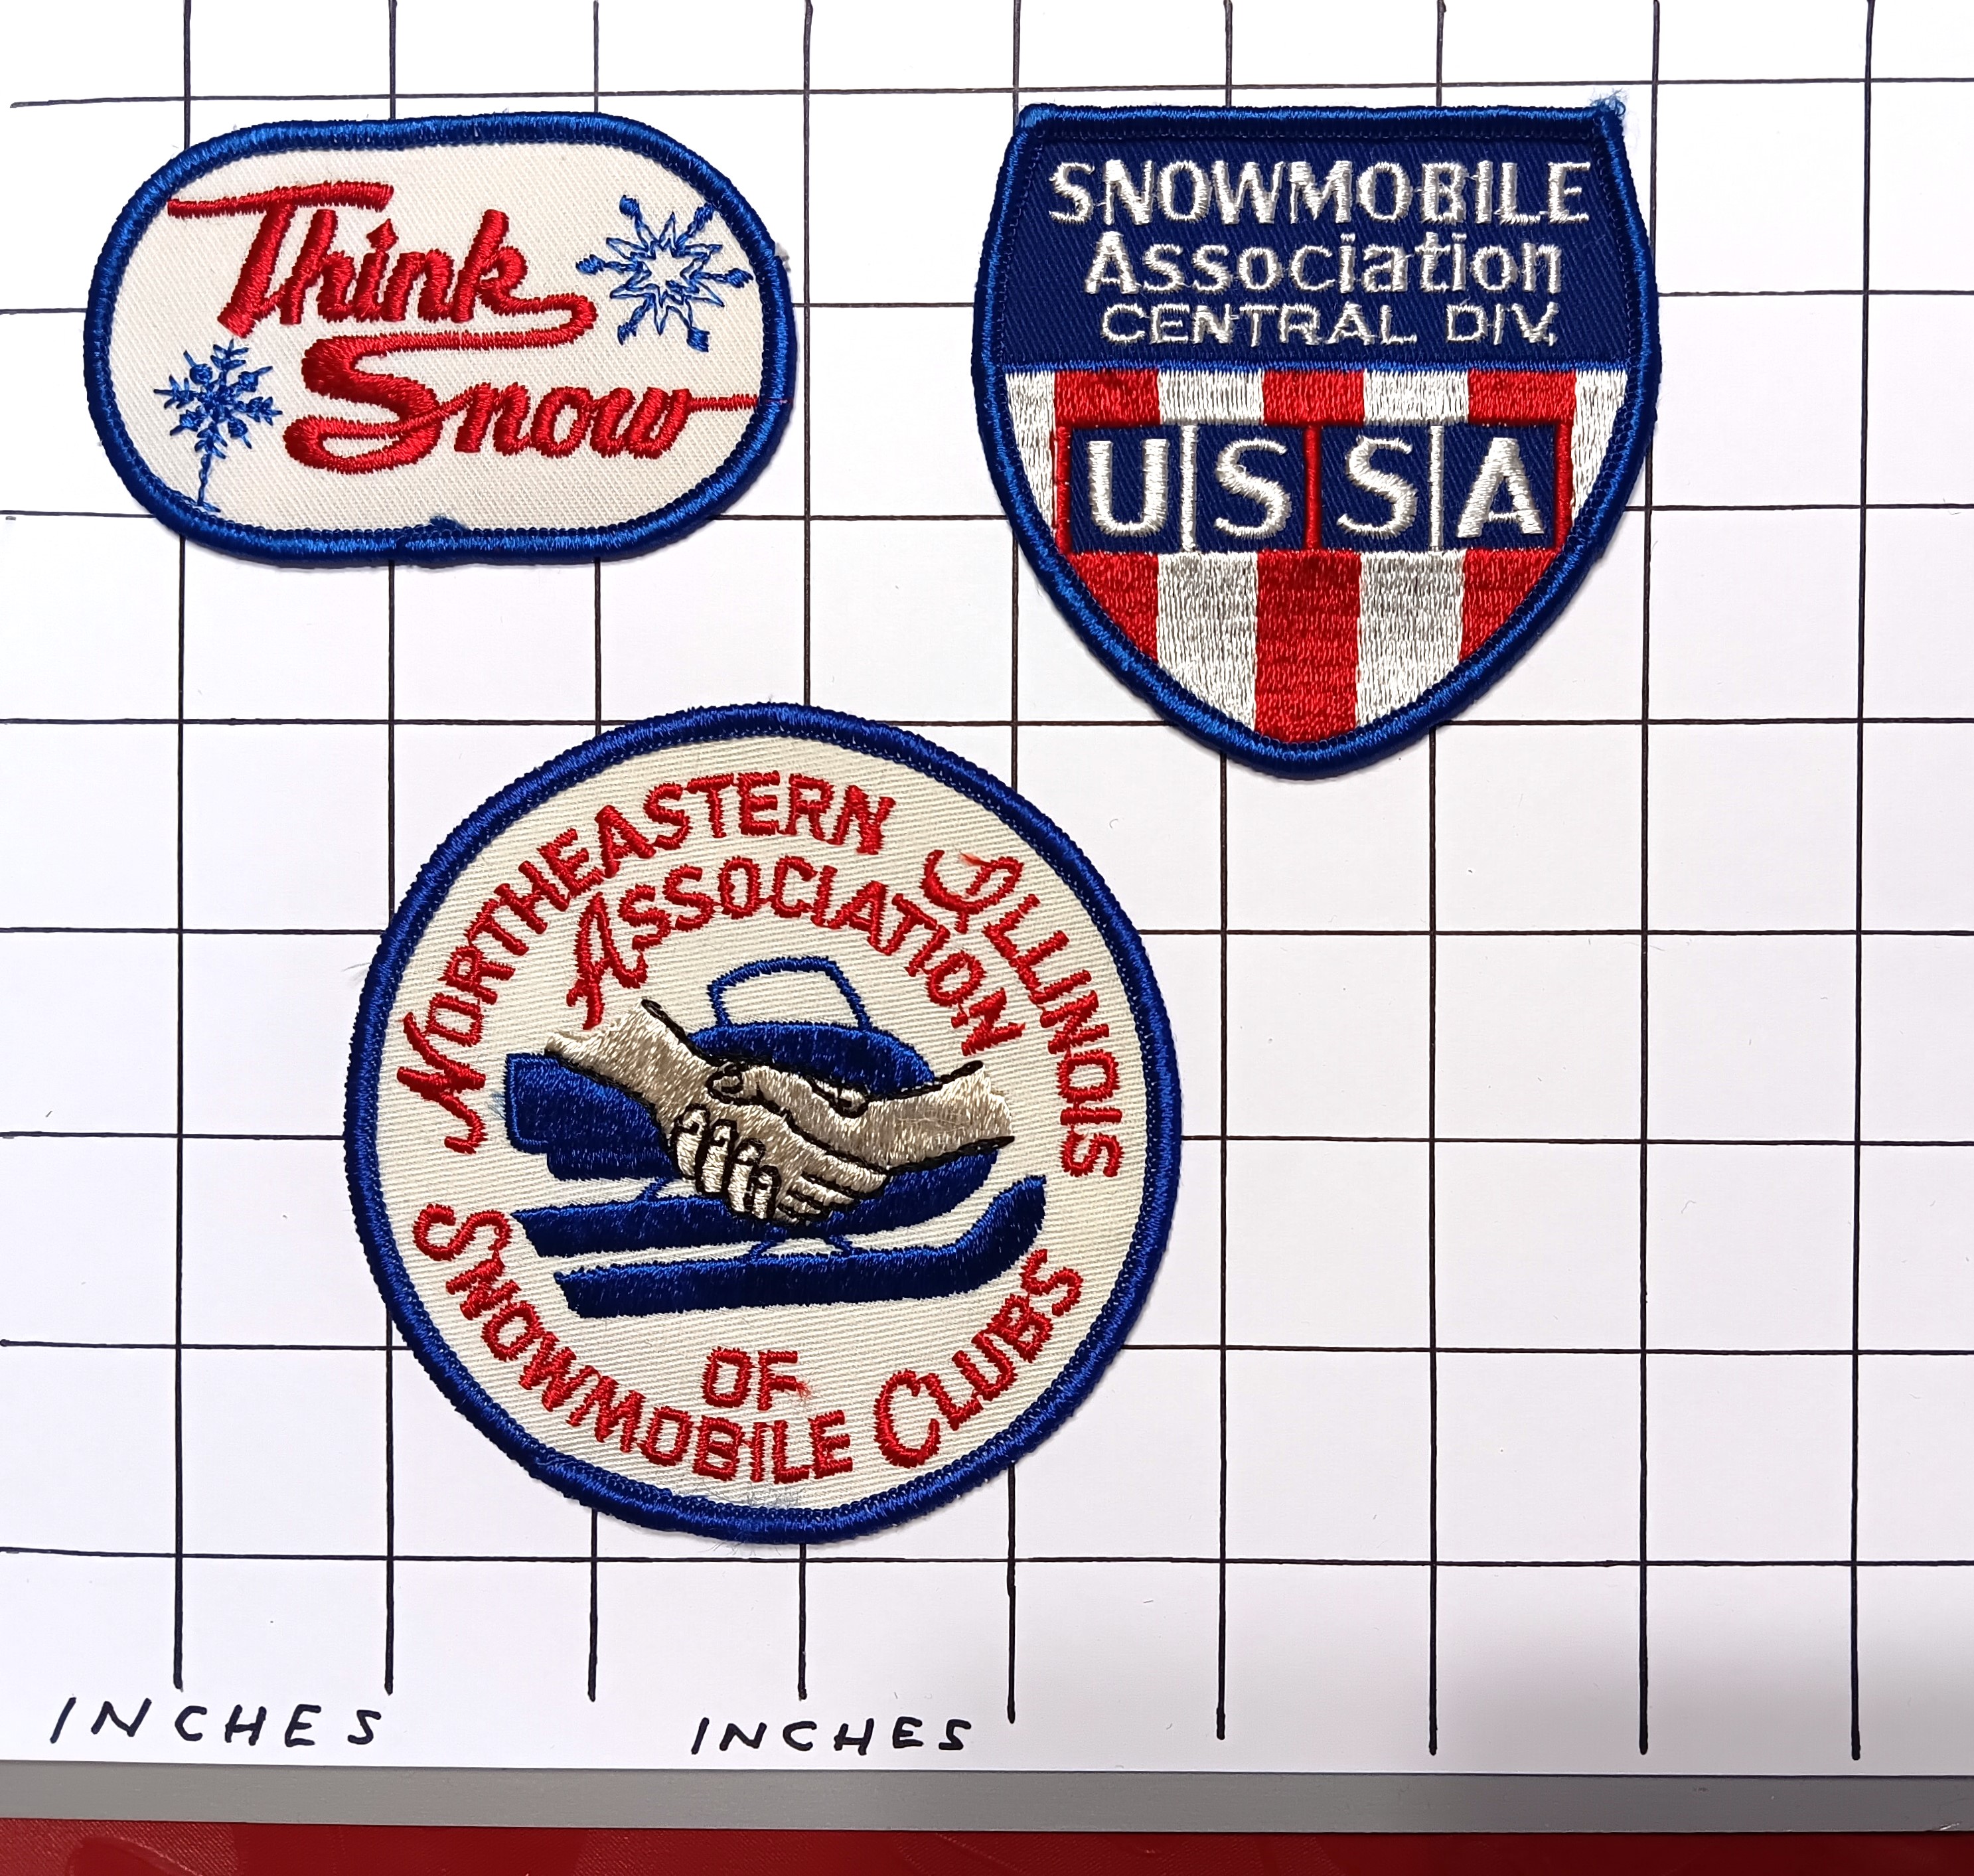 Think
Snow
SNOWMOBILE
Association
CENTRAL DIV.
USSA
NORTHEASTERN ILLINOIS
ASSOCIATION
OF
SNOWMOBILE CLUBS
INCHES
INCHES